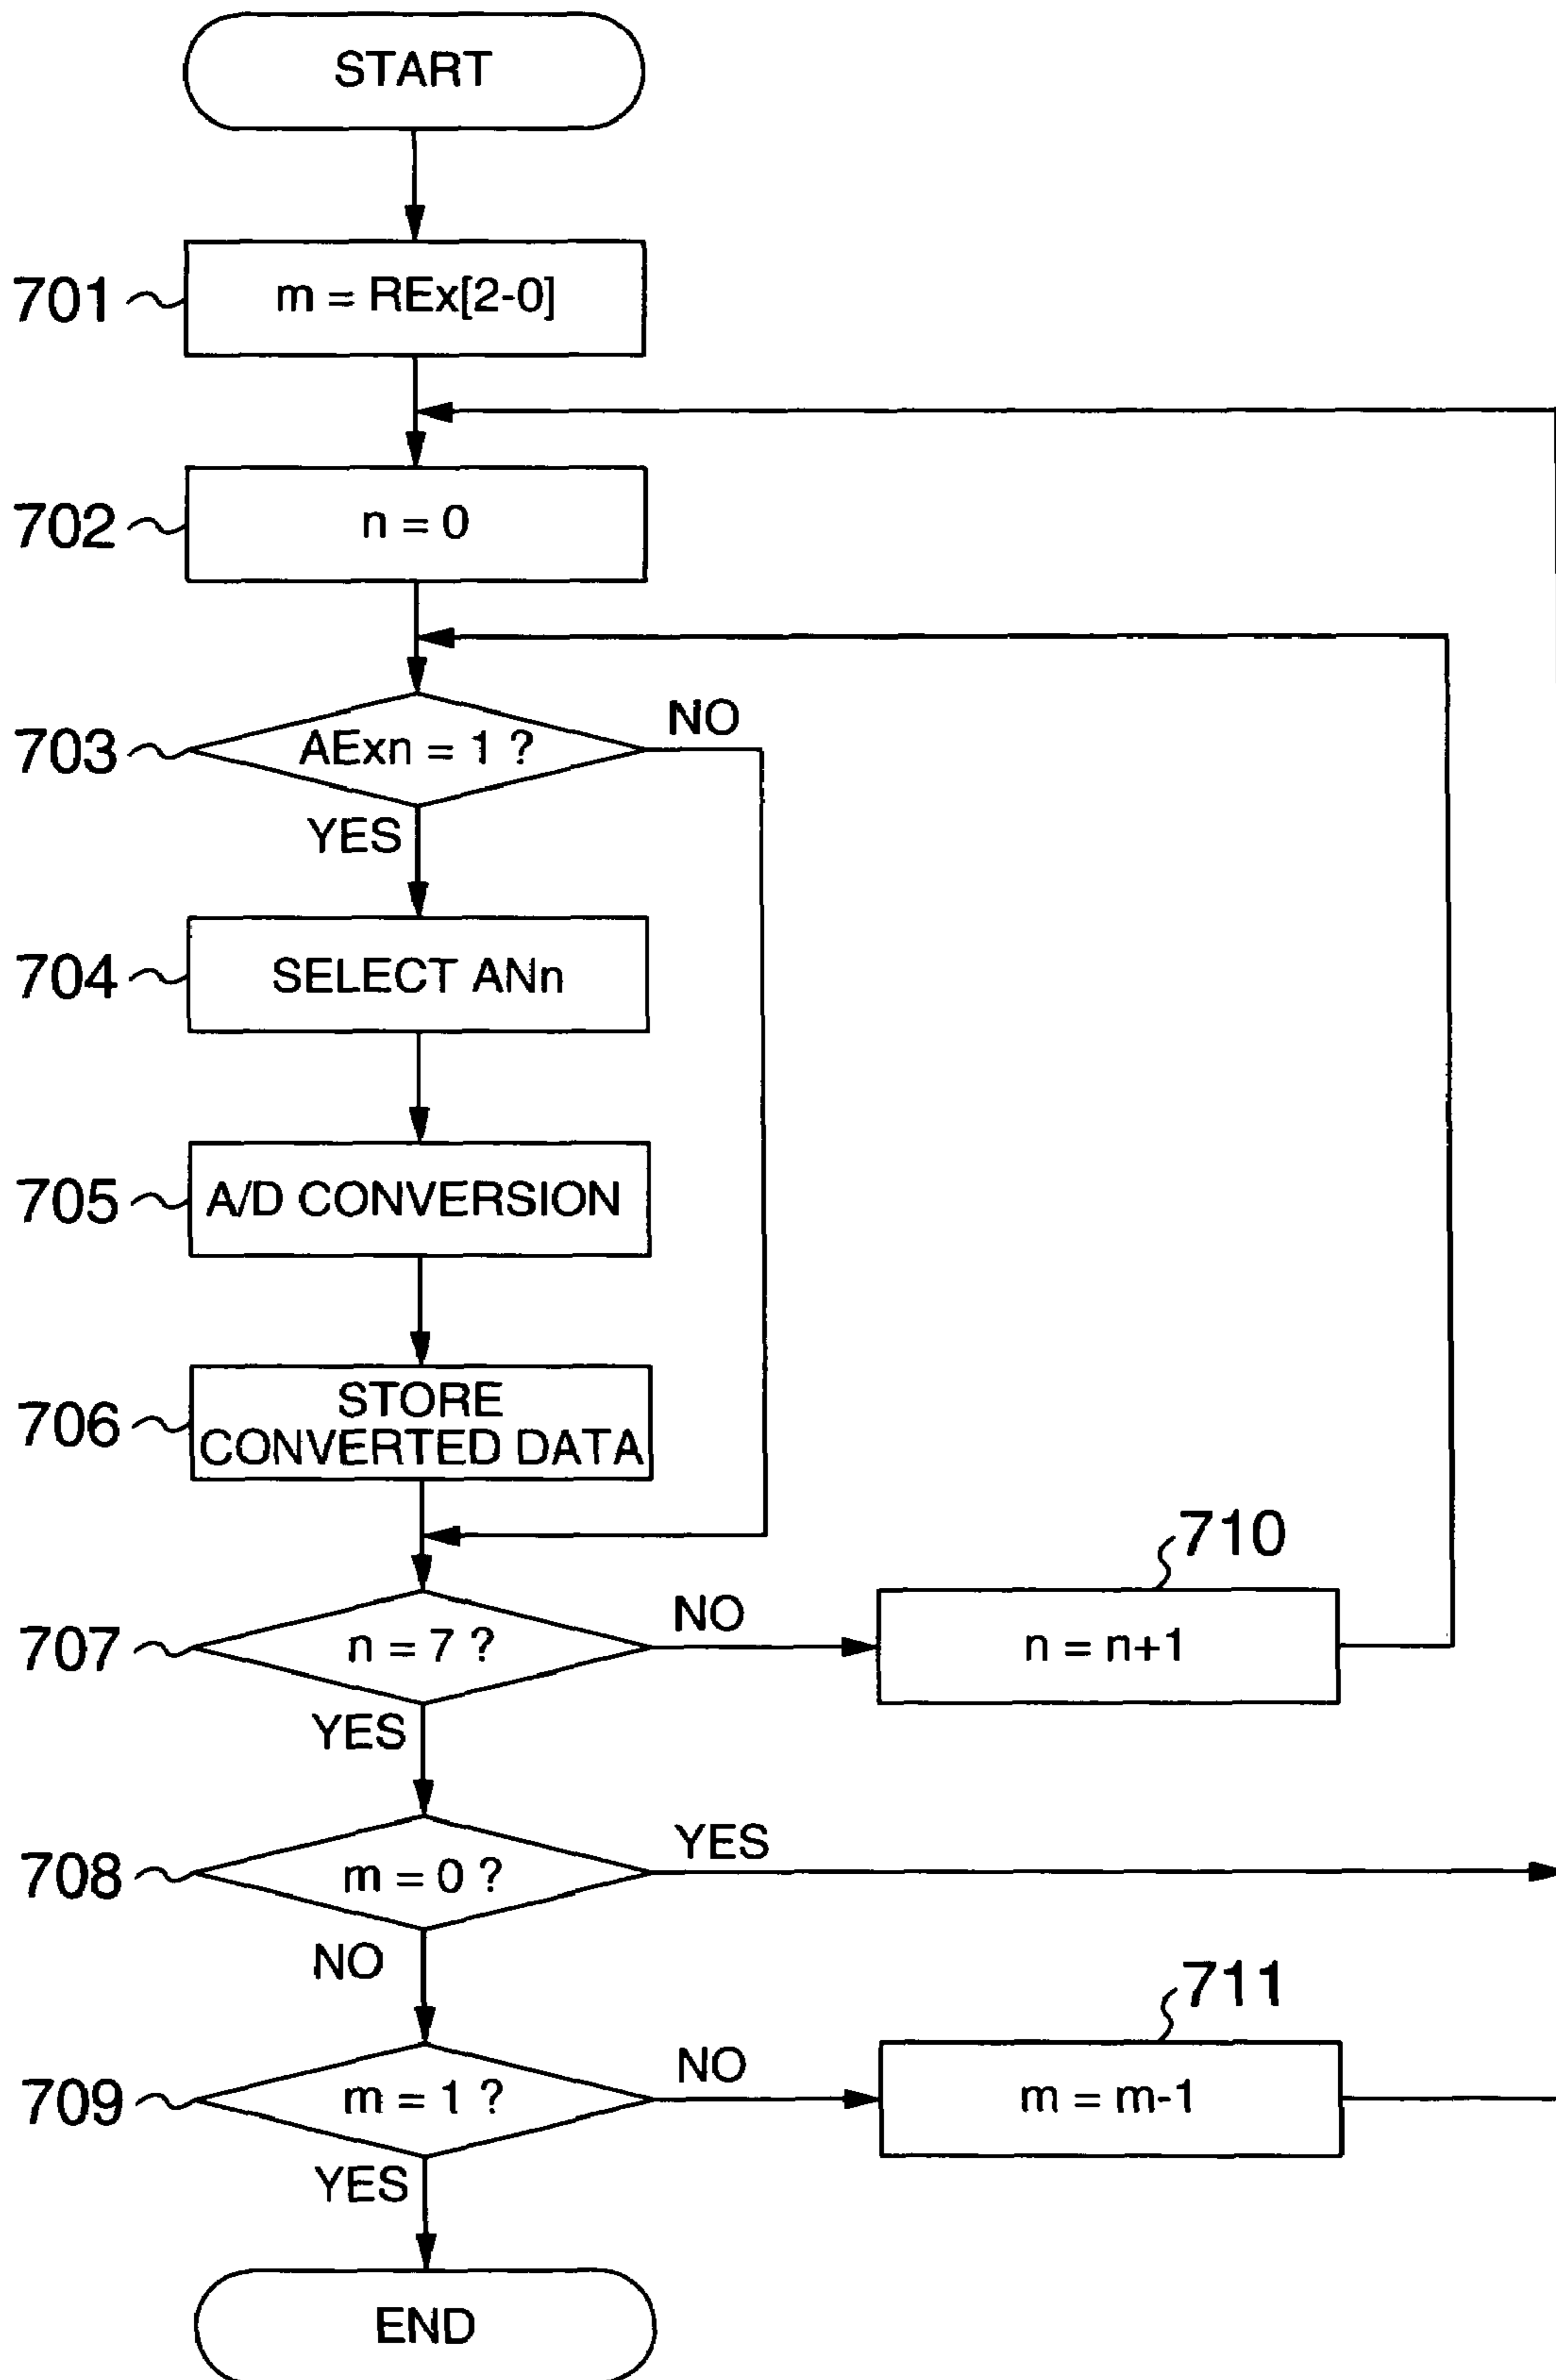 START
701
m = REx[2-0]
702
n = 0
703
AExn = 1 ?
NO
YES
704
SELECT ANn
705
A/D CONVERSION
706
STORE
CONVERTED DATA
710
707
n = 7 ?
NO
n = n+1
YES
708
m = 0 ?
YES
NO
711
709
m = 1 ?
NO
m = m-1
YES
END